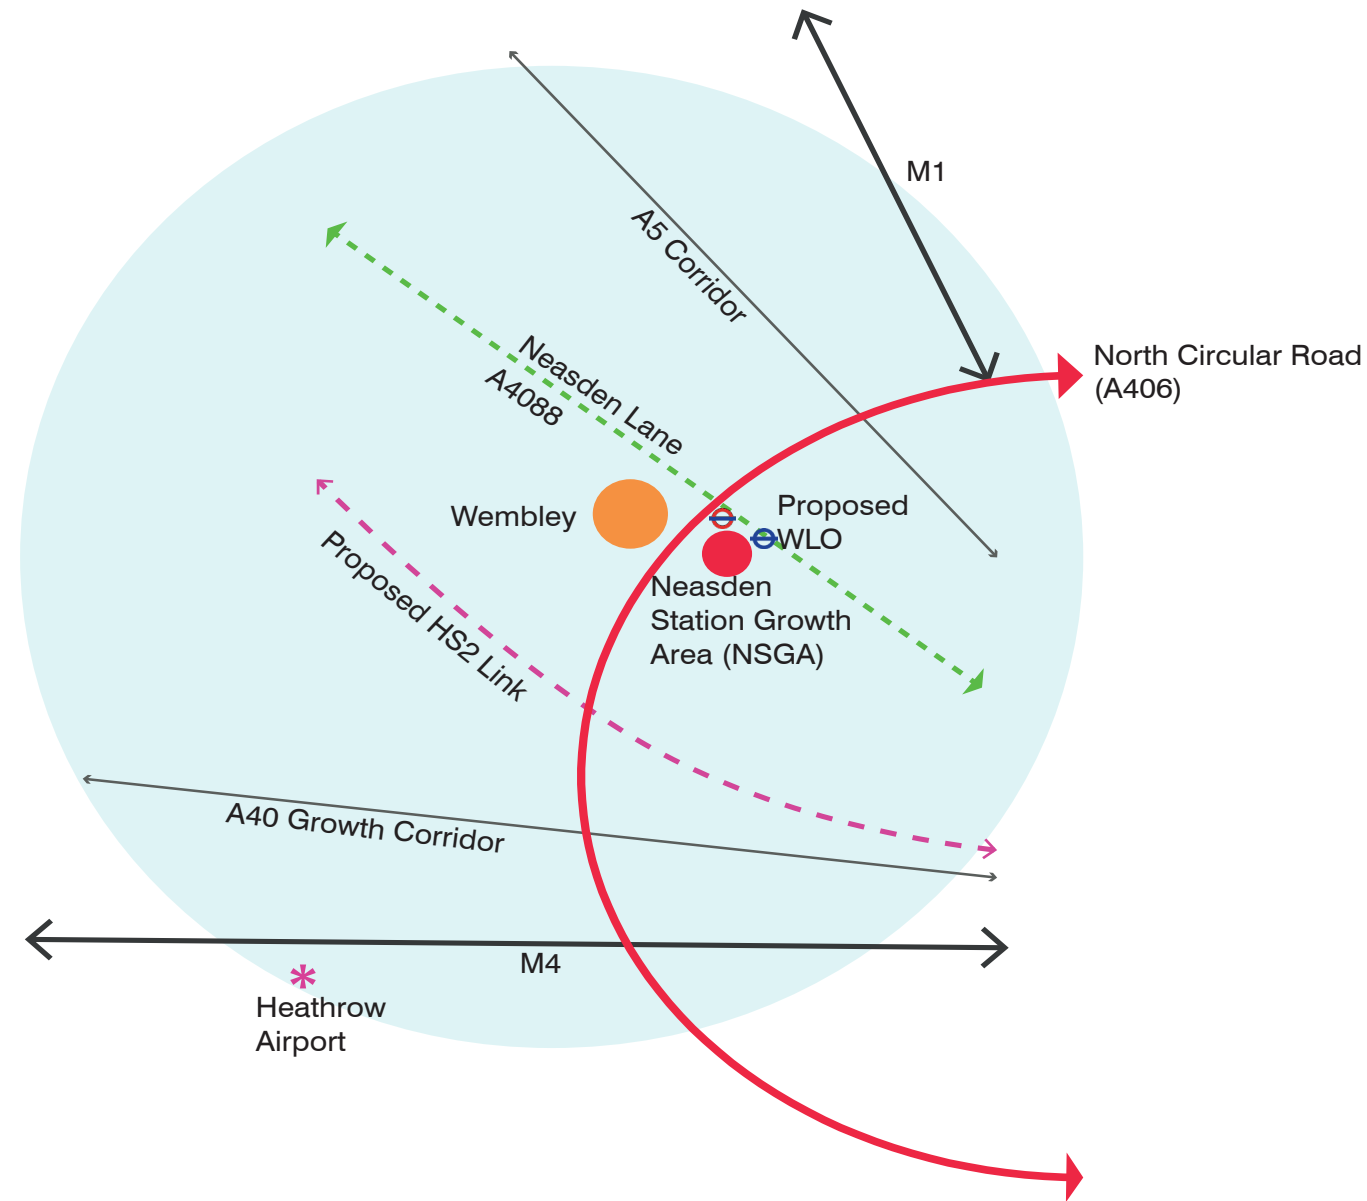 M1
A5 Corridor
North Circular Road
(A406)
Neasden Lane
A4088
Wembley
Proposed
WLO
Neasden
Station Growth
Area (NSGA)
Proposed HS2 Link
A40 Growth Corridor
M4
*
Heathrow
Airport